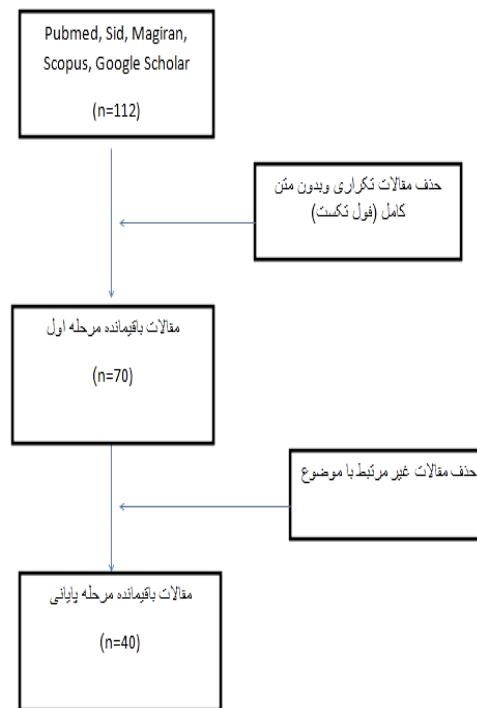 Pubmed, Sid, Magiran,
Scopus, Google Scholar
(n=112)
حذف مقالات تکراری وبدون متن
کامل (فول تکست)
مقالات باقیمانده مرحله اول
(n=70)
حذف مقالات غیر مرتبط با موضوع
مقالات باقیمانده مرحله پایانی
(n=40)